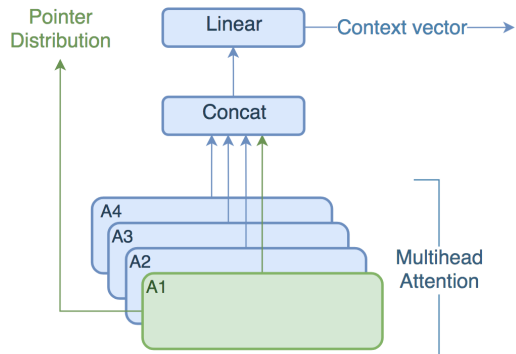 Pointer
Distribution
Linear
Context vector
Concat
A4
A3
A2
A1
Multihead
Attention